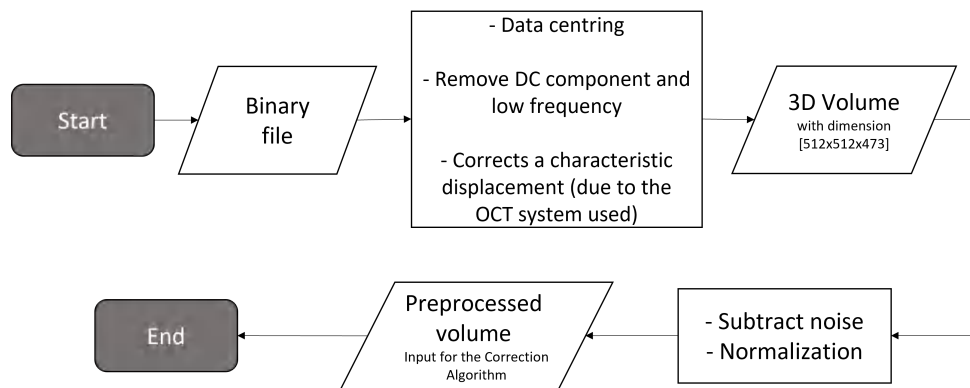 Start
Binary
file
- Data centring
- Remove DC component and
low frequency
- Corrects a characteristic
displacement (due to the
OCT system used)
3D Volume
with dimension
[512x512x473]
End
Preprocessed
volume
Input for the Correction
Algorithm
- Subtract noise
- Normalization